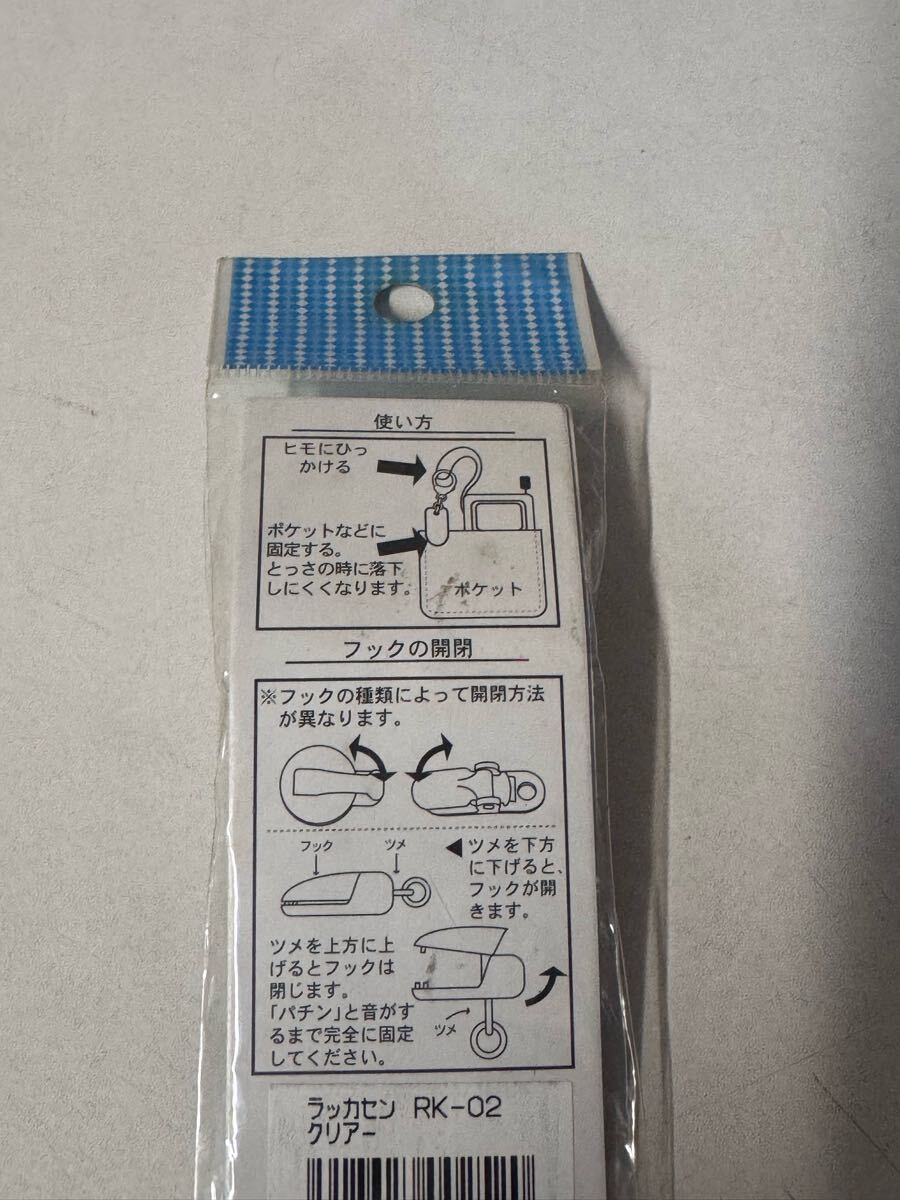 使い方
ヒモにひっ
かける
ポケットなどに
固定する。
とっさの時に落下
しにくくなります。
ポケット
フックの開閉
※フックの種類によって開閉方法
が異なります。
フック
ツメ
◀ツメを下方
に下げると、
フックが開
きます。
ツメを上方に上
げるとフックは
閉じます。
「パチン」と音がす
るまで完全に固定
してください。
ツメ
ラッカセン RK-02
クリアー